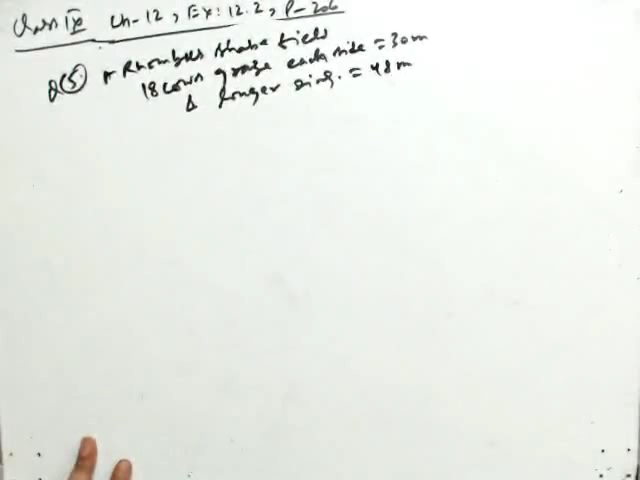 Class IX Ch-12, Ex: 12.2, P-206
Q(5). A Rhombus shape field
18 cows graze each side = 30m
& longer diag. = 48m